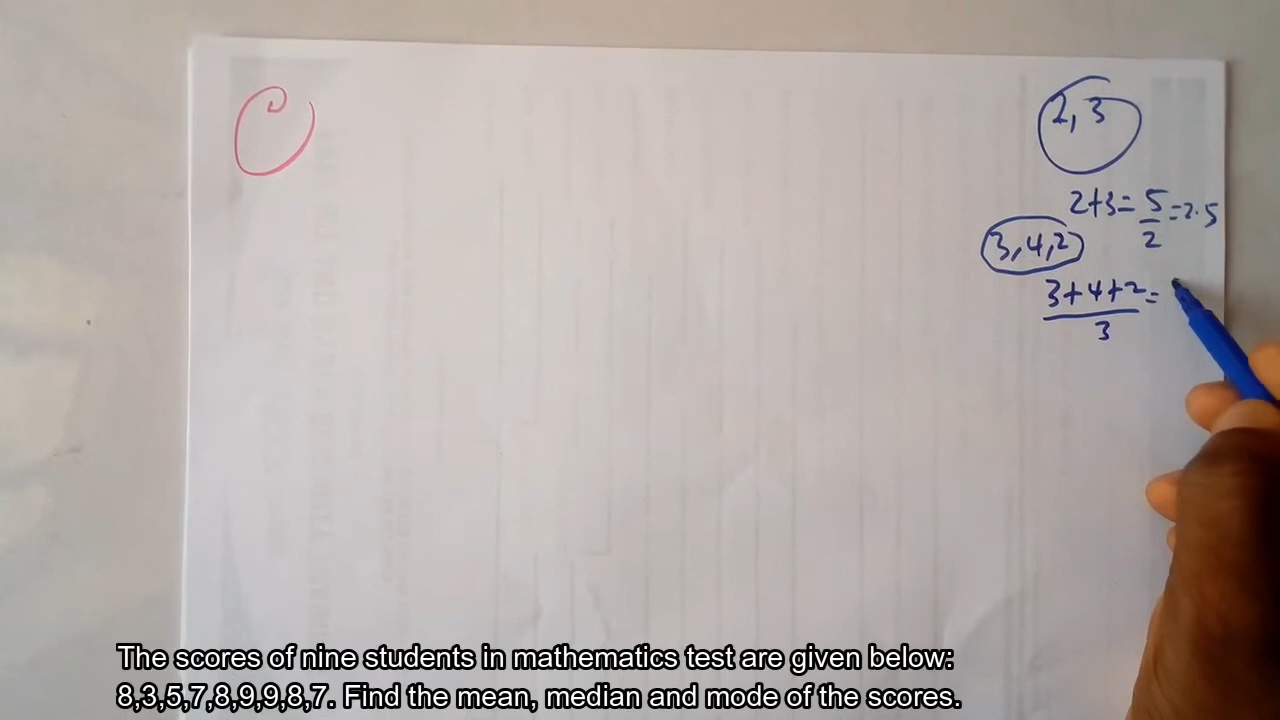 2, 3
2+3= 5/2 =2.5
3,4,2
3+4+2/3 =
The scores of nine students in mathematics test are given below:
8,3,5,7,8,9,9,8,7. Find the mean, median and mode of the scores.